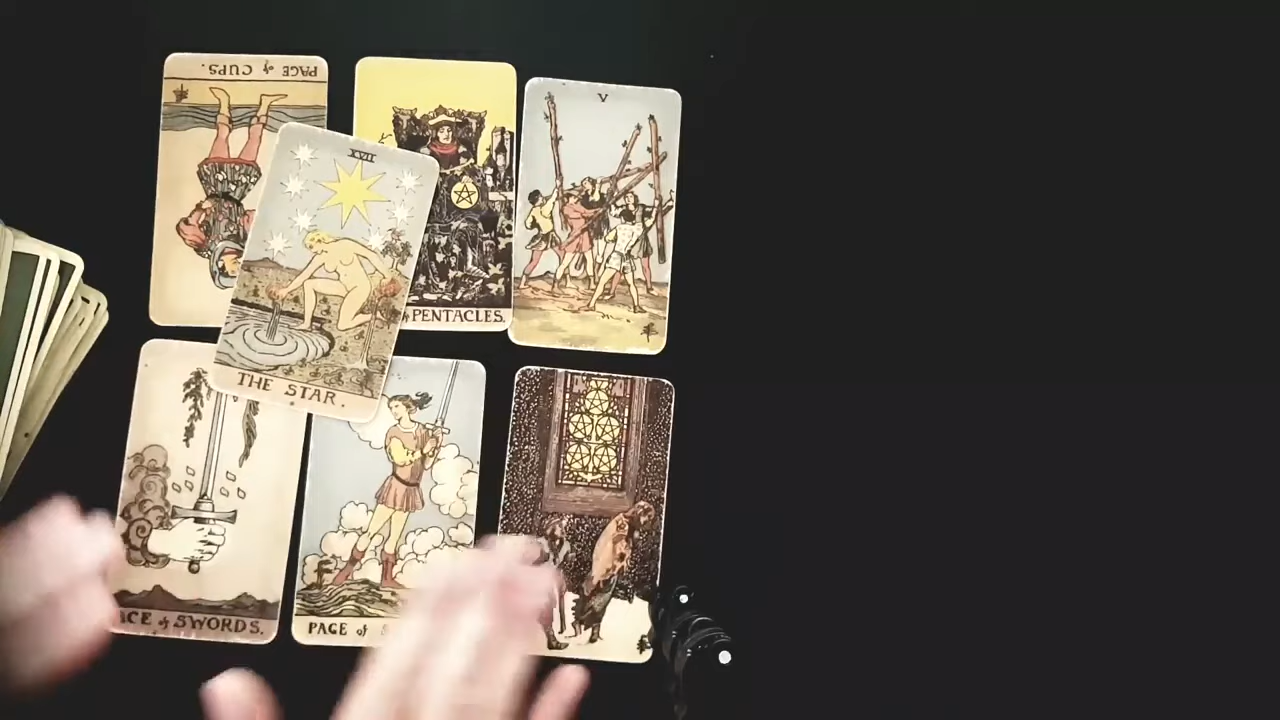 PAGE of CUPS.
XVII
V
PENTACLES.
THE STAR.
ACE of SWORDS.
PAGE of